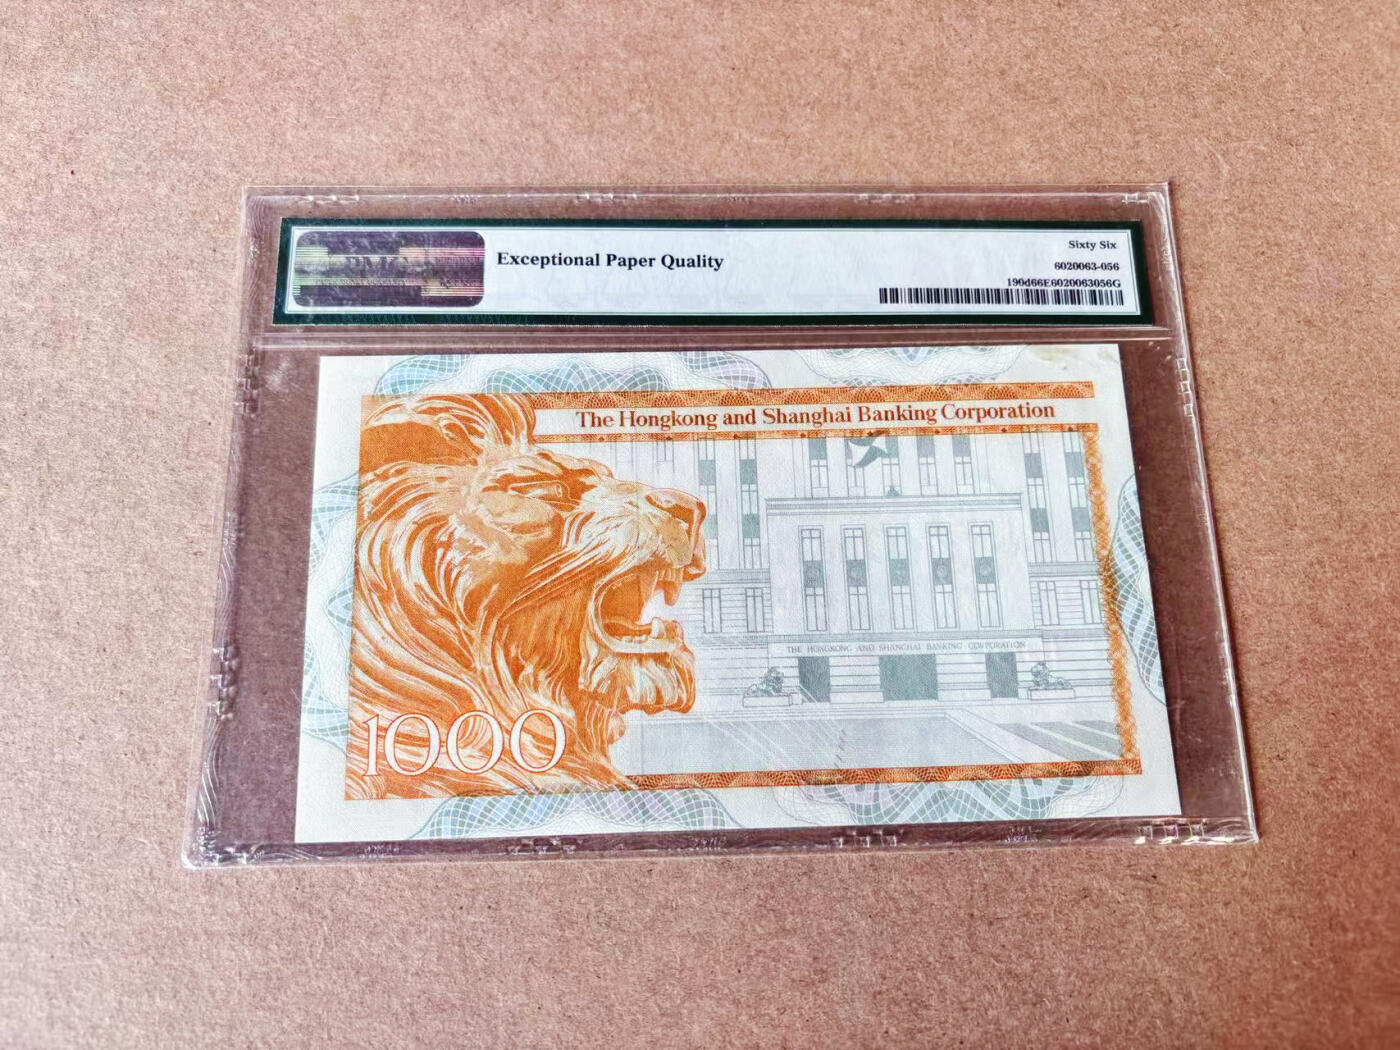 PMG
Exceptional Paper Quality
Sixty Six
6020063-056
190d66E6020063056G
The Hongkong and Shanghai Banking Corporation
THE HONGKONG AND SHANGHAI BANKING CORPORATION
1000